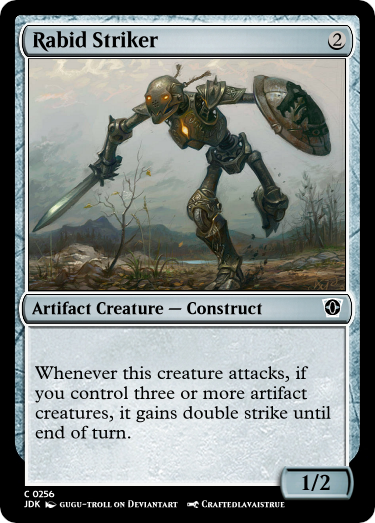 Rabid Striker
2
Artifact Creature — Construct
Whenever this creature attacks, if
you control three or more artifact
creatures, it gains double strike until
end of turn.
1/2
C 0256
JDK gugu-troll on Deviantart Craftedlavaistrue